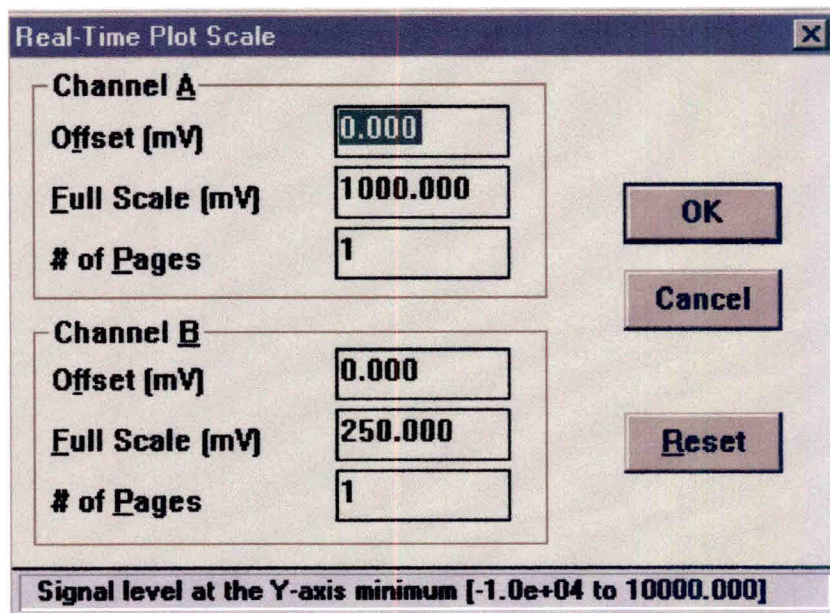 Real-Time Plot Scale
Channel A
Offset (mV) 0.000
Full Scale (mV) 1000.000
# of Pages 1
OK
Cancel
Channel B
Offset (mV) 0.000
Full Scale (mV) 250.000
# of Pages 1
Reset
Signal level at the Y-axis minimum [-1.0e+04 to 10000.000]